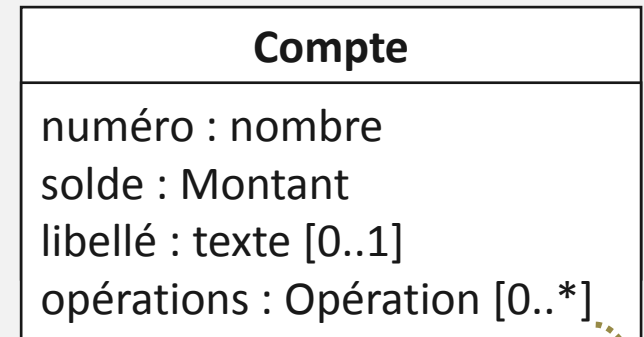 Compte
numéro : nombre
solde : Montant
libellé : texte [0..1]
opérations : Opération [0..*]